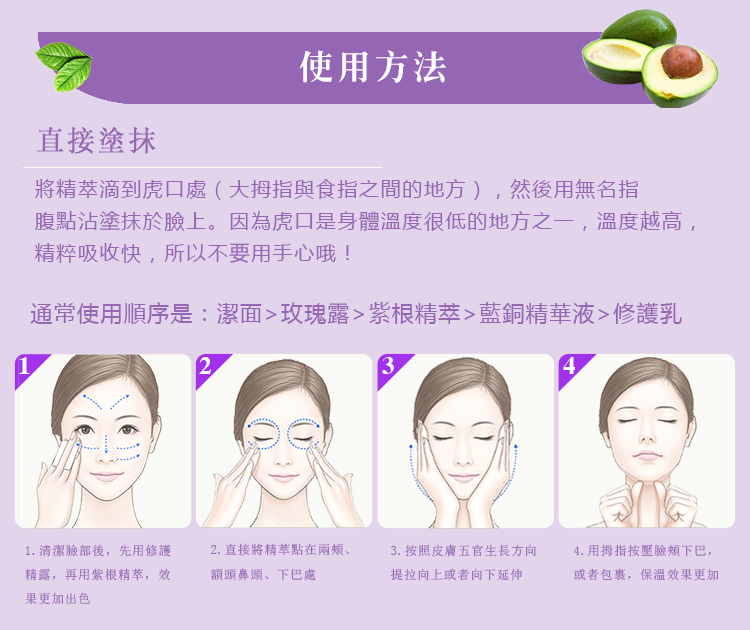 使用方法
直接塗抹
將精萃滴到虎口處（大拇指與食指之間的地方），然後用無名指
腹點沾塗抹於臉上。因為虎口是身體溫度很低的地方之一，溫度越高，
精粹吸收快，所以不要用手心哦！
通常使用順序是：潔面>玫瑰露>紫根精萃>藍銅精華液>修護乳
1
2
3
4
1.清潔臉部後，先用修護
精露，再用紫根精萃，效
果更加出色
2.直接將精萃點在兩頰、
額頭鼻頭、下巴處
3.按照皮膚五官生長方向
提拉向上或者向下延伸
4.用拇指按壓臉頰下巴，
或者包裹，保溫效果更加